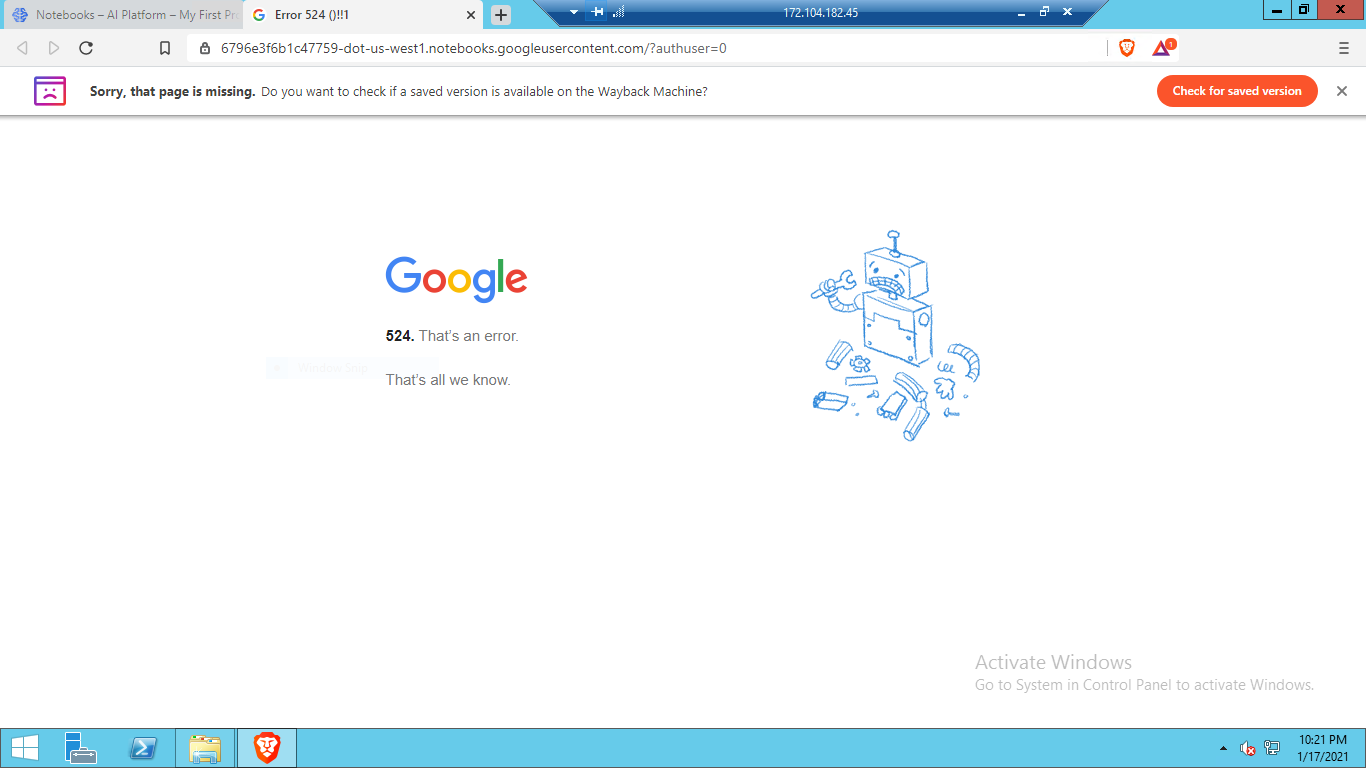 Notebooks – AI Platform – My First Pr
Error 524 ()!!1
172.104.182.45
6796e3f6b1c47759-dot-us-west1.notebooks.googleusercontent.com/?authuser=0
1
Sorry, that page is missing. Do you want to check if a saved version is available on the Wayback Machine?
Check for saved version
Google
524. That's an error.
Window Snip
That's all we know.
Activate Windows
Go to System in Control Panel to activate Windows.
10:21 PM
1/17/2021